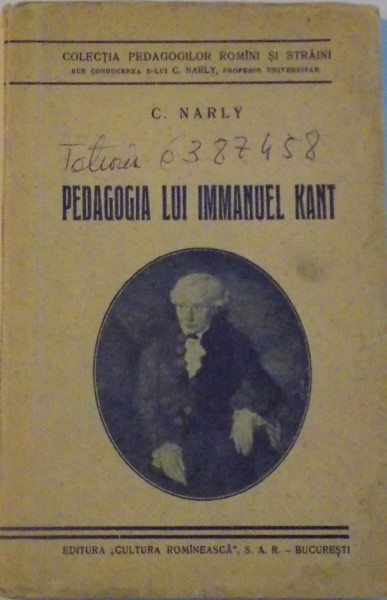 COLECȚIA PEDAGOGILOR ROMÎNI ȘI STRĂINI
SUB CONDUCEREA D-LUI C. NARLY, PROFESOR UNIVERSITAR
C. NARLY
6387458
PEDAGOGIA LUI IMMANUEL KANT
EDITURA „CULTURA ROMÎNEASCĂ", S. A. R. – BUCUREȘTI